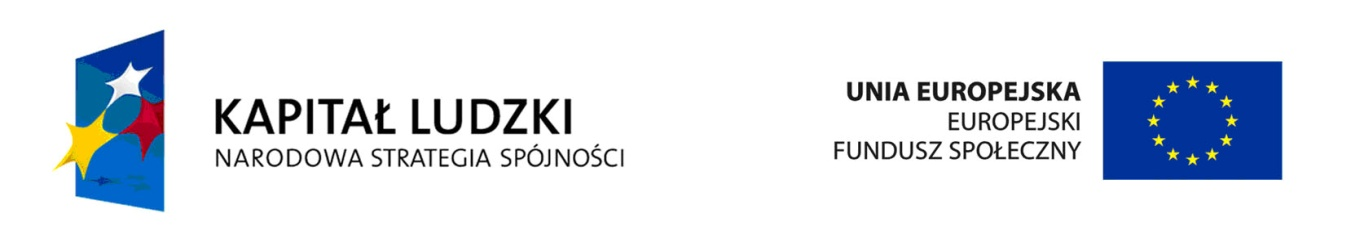 KAPITAŁ LUDZKI
NARODOWA STRATEGIA SPÓJNOŚCI
UNIA EUROPEJSKA
EUROPEJSKI
FUNDUSZ SPOŁECZNY